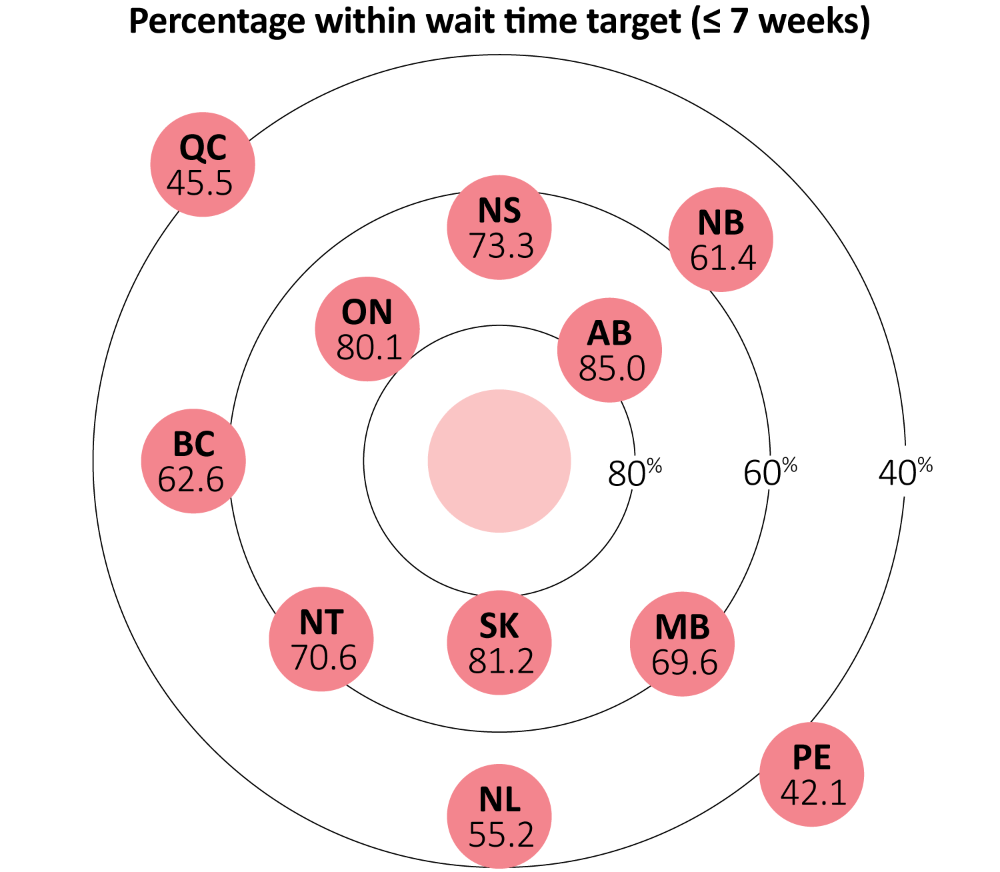 Percentage within wait time target (≤ 7 weeks)
QC
45.5
NS
73.3
NB
61.4
ON
80.1
AB
85.0
BC
62.6
80%
60%
40%
NT
70.6
SK
81.2
MB
69.6
PE
42.1
NL
55.2